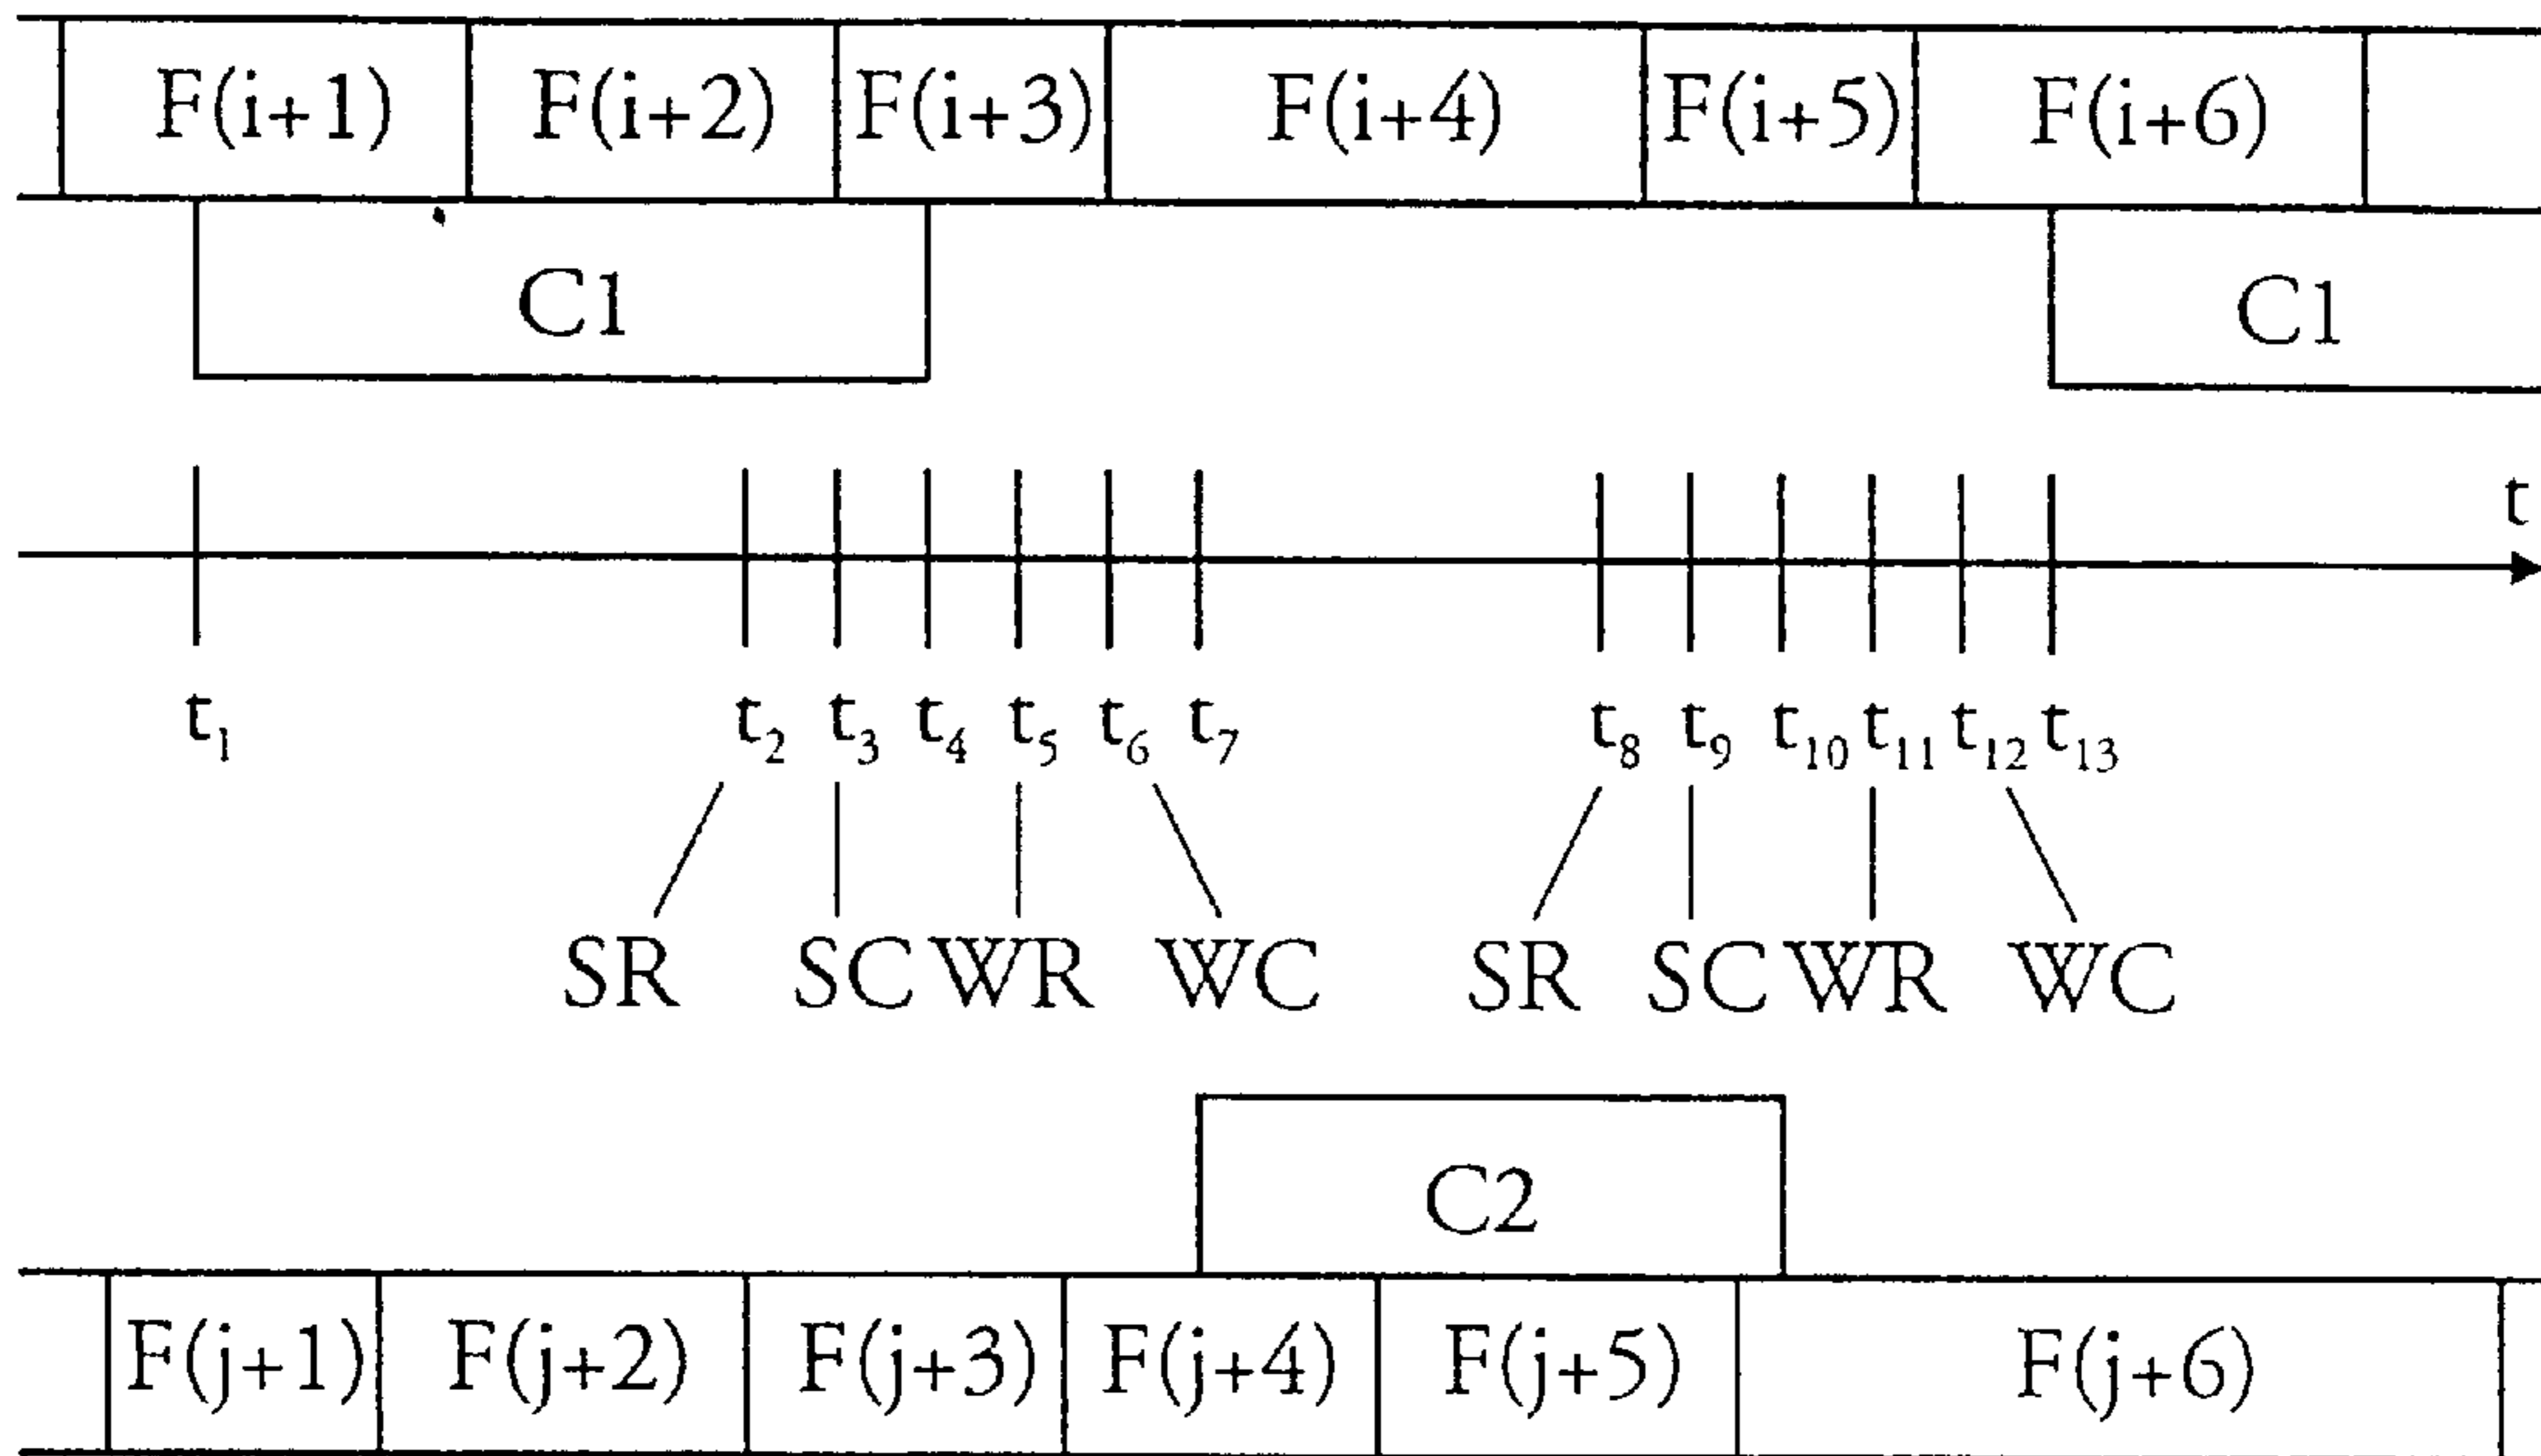 F(i+1) F(i+2) F(i+3) F(i+4) F(i+5) F(i+6)
C1 C1
t
t₁ t₂ t₃ t₄ t₅ t₆ t₇ t₈ t₉ t₁₀ t₁₁ t₁₂ t₁₃
SR SC WR WC SR SC WR WC
C2
F(j+1) F(j+2) F(j+3) F(j+4) F(j+5) F(j+6)